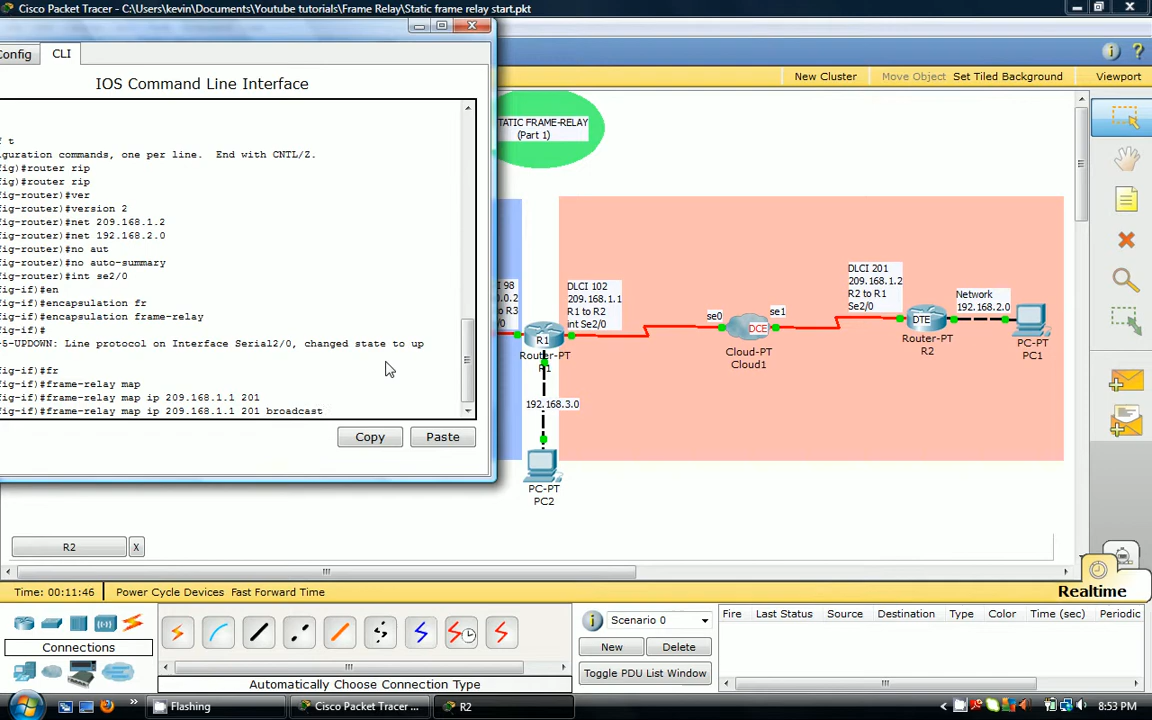 Cisco Packet Tracer - C:\Users\kevin\Documents\Youtube tutorials\Frame Relay\Static frame relay start.pkt
Config
CLI
IOS Command Line Interface
f t
iguration commands, one per line.  End with CNTL/Z.
fig)#router rip
fig)#router rip
fig-router)#ver
fig-router)#version 2
fig-router)#net 209.168.1.2
fig-router)#net 192.168.2.0
fig-router)#no aut
fig-router)#no auto-summary
fig-router)#int se2/0
fig-if)#en
fig-if)#encapsulation fr
fig-if)#encapsulation frame-relay
fig-if)#
-5-UPDOWN: Line protocol on Interface Serial2/0, changed state to up
fig-if)#fr
fig-if)#frame-relay map
fig-if)#frame-relay map ip 209.168.1.1 201
fig-if)#frame-relay map ip 209.168.1.1 201 broadcast
Copy
Paste
New Cluster
Move Object
Set Tiled Background
Viewport
TATIC FRAME-RELAY
(Part 1)
CI 98
0.0.2
to R3
/0
DLCI 102
209.168.1.1
R1 to R2
int Se2/0
R1
Router-PT
R1
192.168.3.0
PC-PT
PC2
se0
se1
DCE
Cloud-PT
Cloud1
DLCI 201
209.168.1.2
R2 to R1
Se2/0
DTE
Router-PT
R2
Network
192.168.2.0
PC-PT
PC1
R2
X
Time: 00:11:46
Power Cycle Devices
Fast Forward Time
Realtime
Connections
Automatically Choose Connection Type
Scenario 0
New
Delete
Toggle PDU List Window
Fire
Last Status
Source
Destination
Type
Color
Time (sec)
Periodic
Flashing
Cisco Packet Tracer ...
R2
8:53 PM